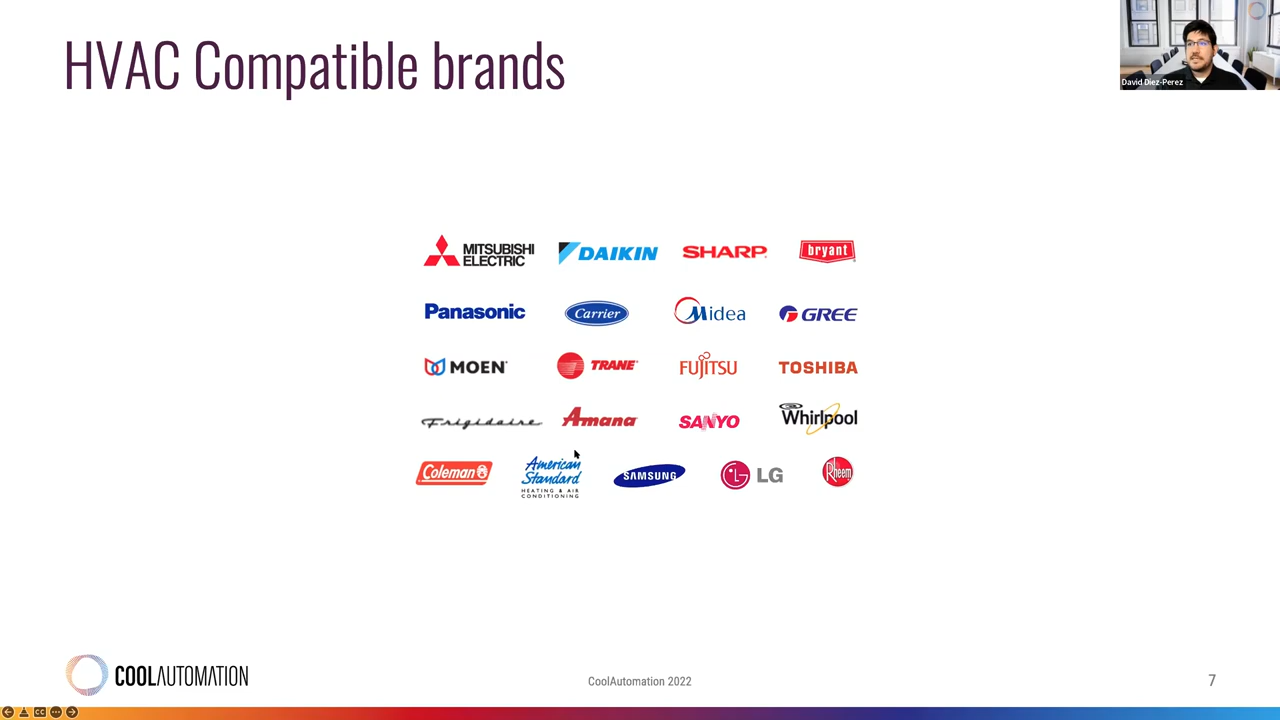 HVAC Compatible brands
David Diez-Perez
MITSUBISHI
ELECTRIC
DAIKIN
SHARP
bryant
Panasonic
Carrier
Midea
GREE
MOEN
TRANE
FUJITSU
TOSHIBA
Frigidaire
Amana
SANYO
Whirlpool
Coleman
American
Standard
HEATING & AIR
CONDITIONING
SAMSUNG
LG
Rheem
COOLAUTOMATION
CoolAutomation 2022
7
CC